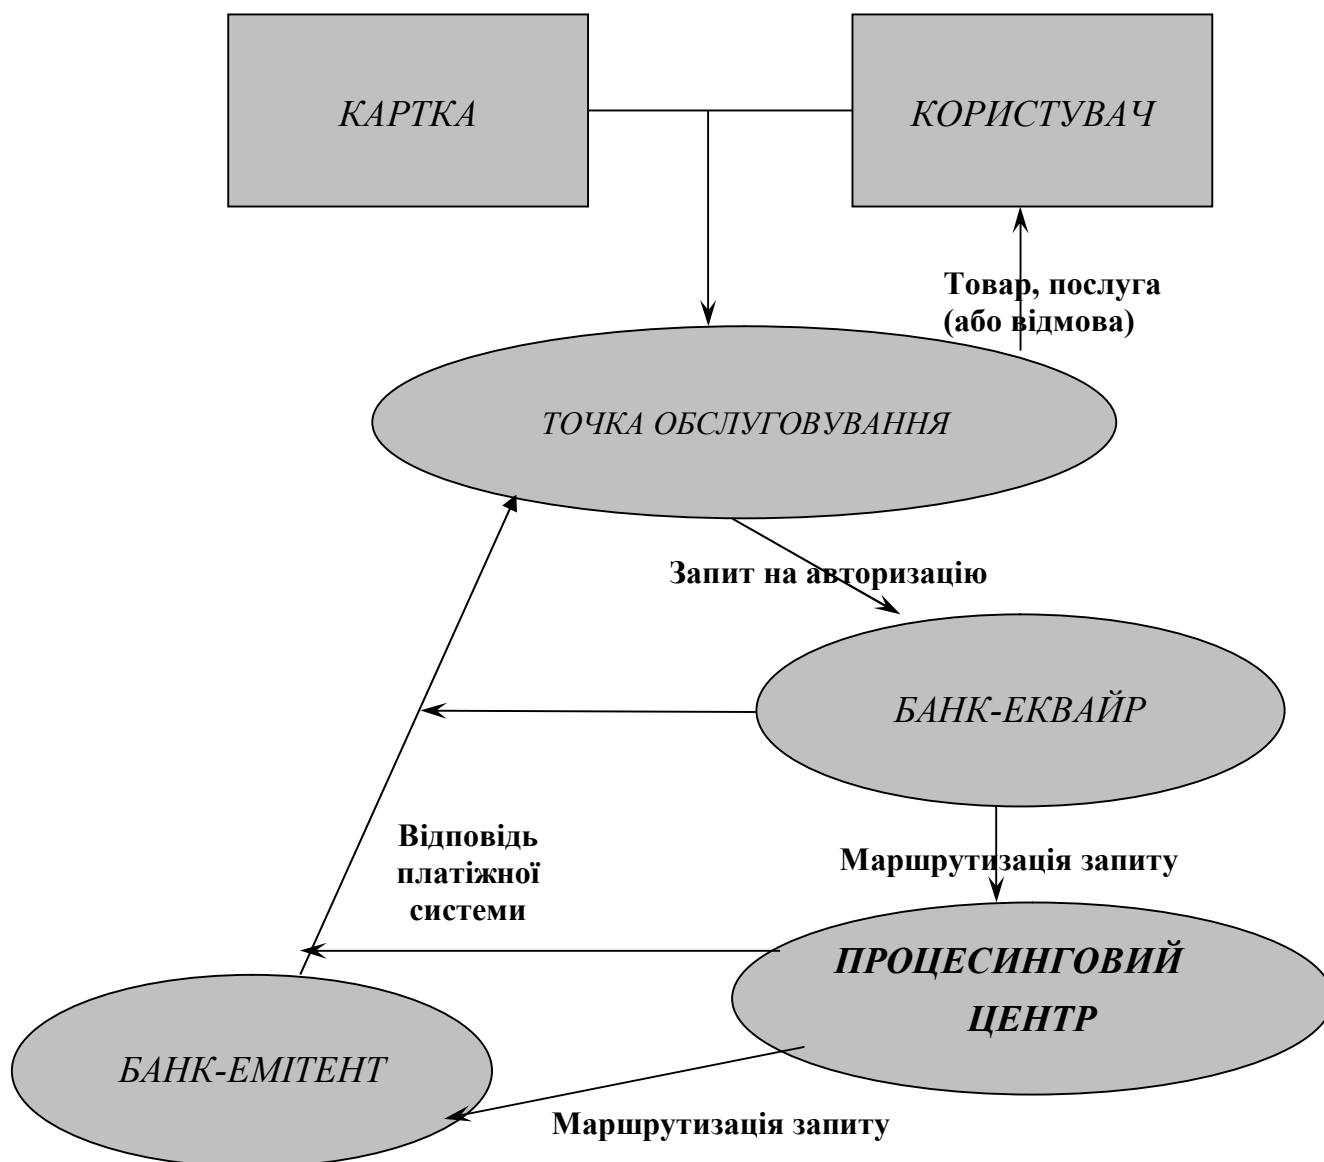 КАРТКА
КОРИСТУВАЧ
Товар, послуга
(або відмова)
ТОЧКА ОБСЛУГОВУВАННЯ
Запит на авторизацію
БАНК-ЕКВАЙР
Відповідь
платіжної
системи
Маршрутизація запиту
ПРОЦЕСИНГОВИЙ
ЦЕНТР
БАНК-ЕМІТЕНТ
Маршрутизація запиту